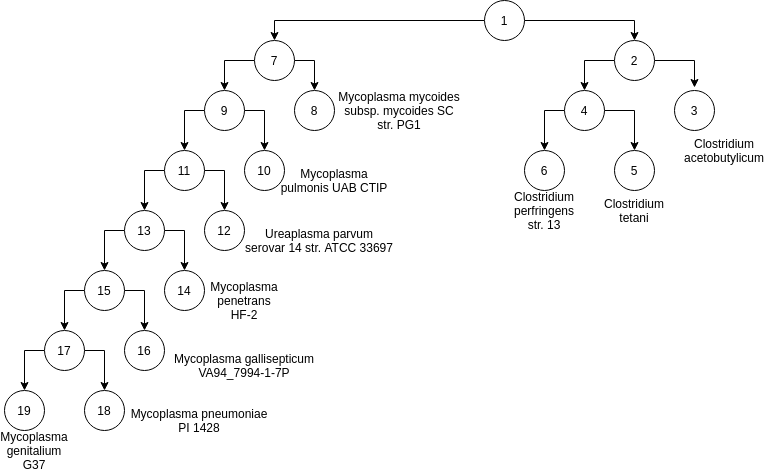 1
7
2
9
8
Mycoplasma mycoides
subsp. mycoides SC
str. PG1
4
3
Clostridium
acetobutylicum
11
10
Mycoplasma
pulmonis UAB CTIP
6
Clostridium
perfringens
str. 13
5
Clostridium
tetani
13
12
Ureaplasma parvum
serovar 14 str. ATCC 33697
15
14
Mycoplasma
penetrans
HF-2
17
16
Mycoplasma gallisepticum
VA94_7994-1-7P
19
Mycoplasma
genitalium
G37
18
Mycoplasma pneumoniae
PI 1428